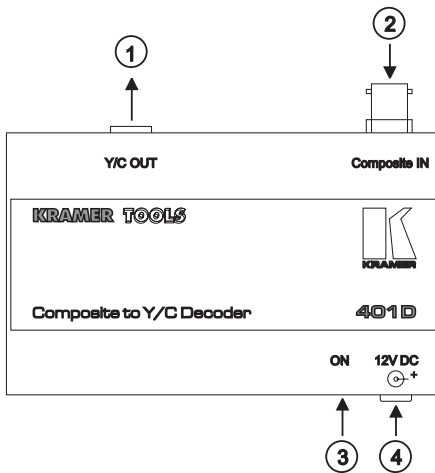 1 2
Y/C OUT Composite IN
KRAMER TOOLS
K
KRAMER
Composite to Y/C Decoder 401D
ON 12V DC
+
3 4